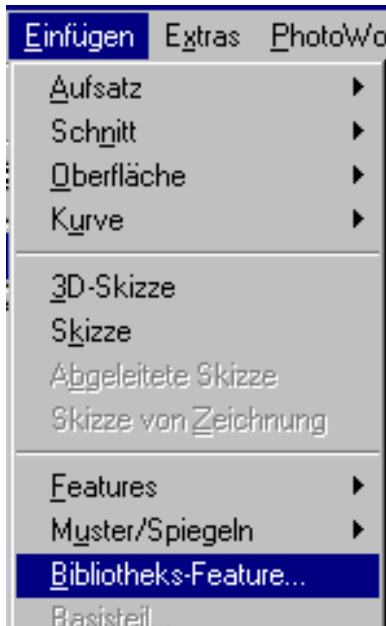 Einfügen Extras PhotoWo
Aufsatz
Schnitt
Oberfläche
Kurve
3D-Skizze
Skizze
Abgeleitete Skizze
Skizze von Zeichnung
Features
Muster/Spiegeln
Bibliotheks-Feature...
Basisteil...